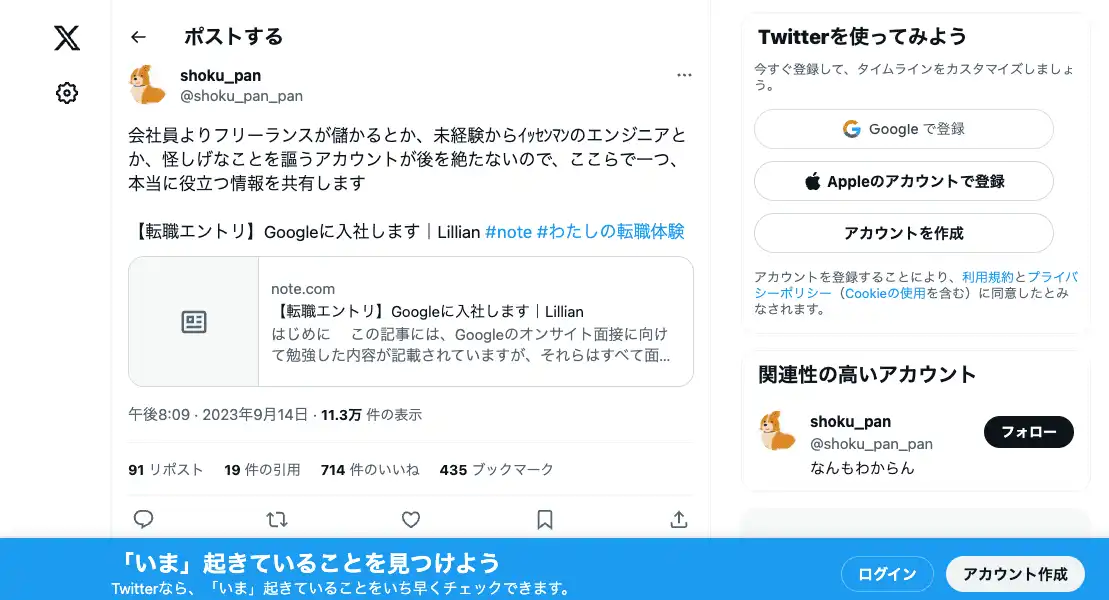 ポストする
shoku_pan
@shoku_pan_pan
会社員よりフリーランスが儲かるとか、未経験からｲｯｾﾝﾏﾝのエンジニアと
か、怪しげなことを謳うアカウントが後を絶たないので、ここらで一つ、
本当に役立つ情報を共有します
【転職エントリ】Googleに入社します｜Lillian #note #わたしの転職体験
note.com
【転職エントリ】Googleに入社します｜Lillian
はじめに　この記事には、Googleのオンサイト面接に向け
て勉強した内容が記載されていますが、それらはすべて面...
午後8:09 · 2023年9月14日 · 11.3万 件の表示
91 リポスト 19 件の引用 714 件のいいね 435 ブックマーク
Twitterを使ってみよう
今すぐ登録して、タイムラインをカスタマイズしましょ
う。
Google で登録
Appleのアカウントで登録
アカウントを作成
アカウントを登録することにより、利用規約とプライバ
シーポリシー（Cookieの使用を含む）に同意したとみ
なされます。
関連性の高いアカウント
shoku_pan
@shoku_pan_pan
フォロー
なんもわからん
「いま」起きていることを見つけよう
Twitterなら、「いま」起きていることをいち早くチェックできます。
ログイン
アカウント作成